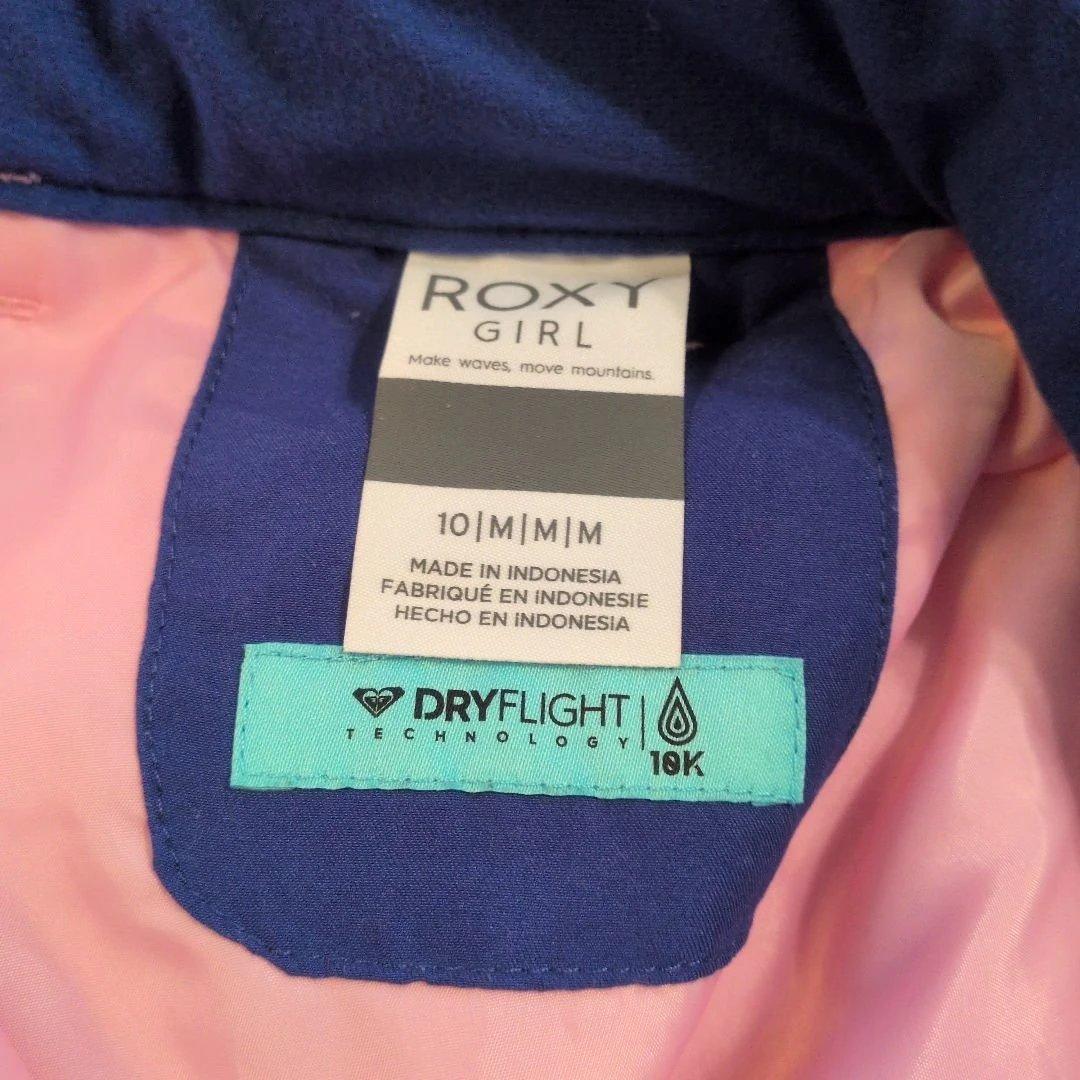 ROXY
GIRL
Make waves, move mountains.
10|M|M|M
MADE IN INDONESIA
FABRIQUÉ EN INDONESIE
HECHO EN INDONESIA
DRYFLIGHT
TECHNOLOGY
10K